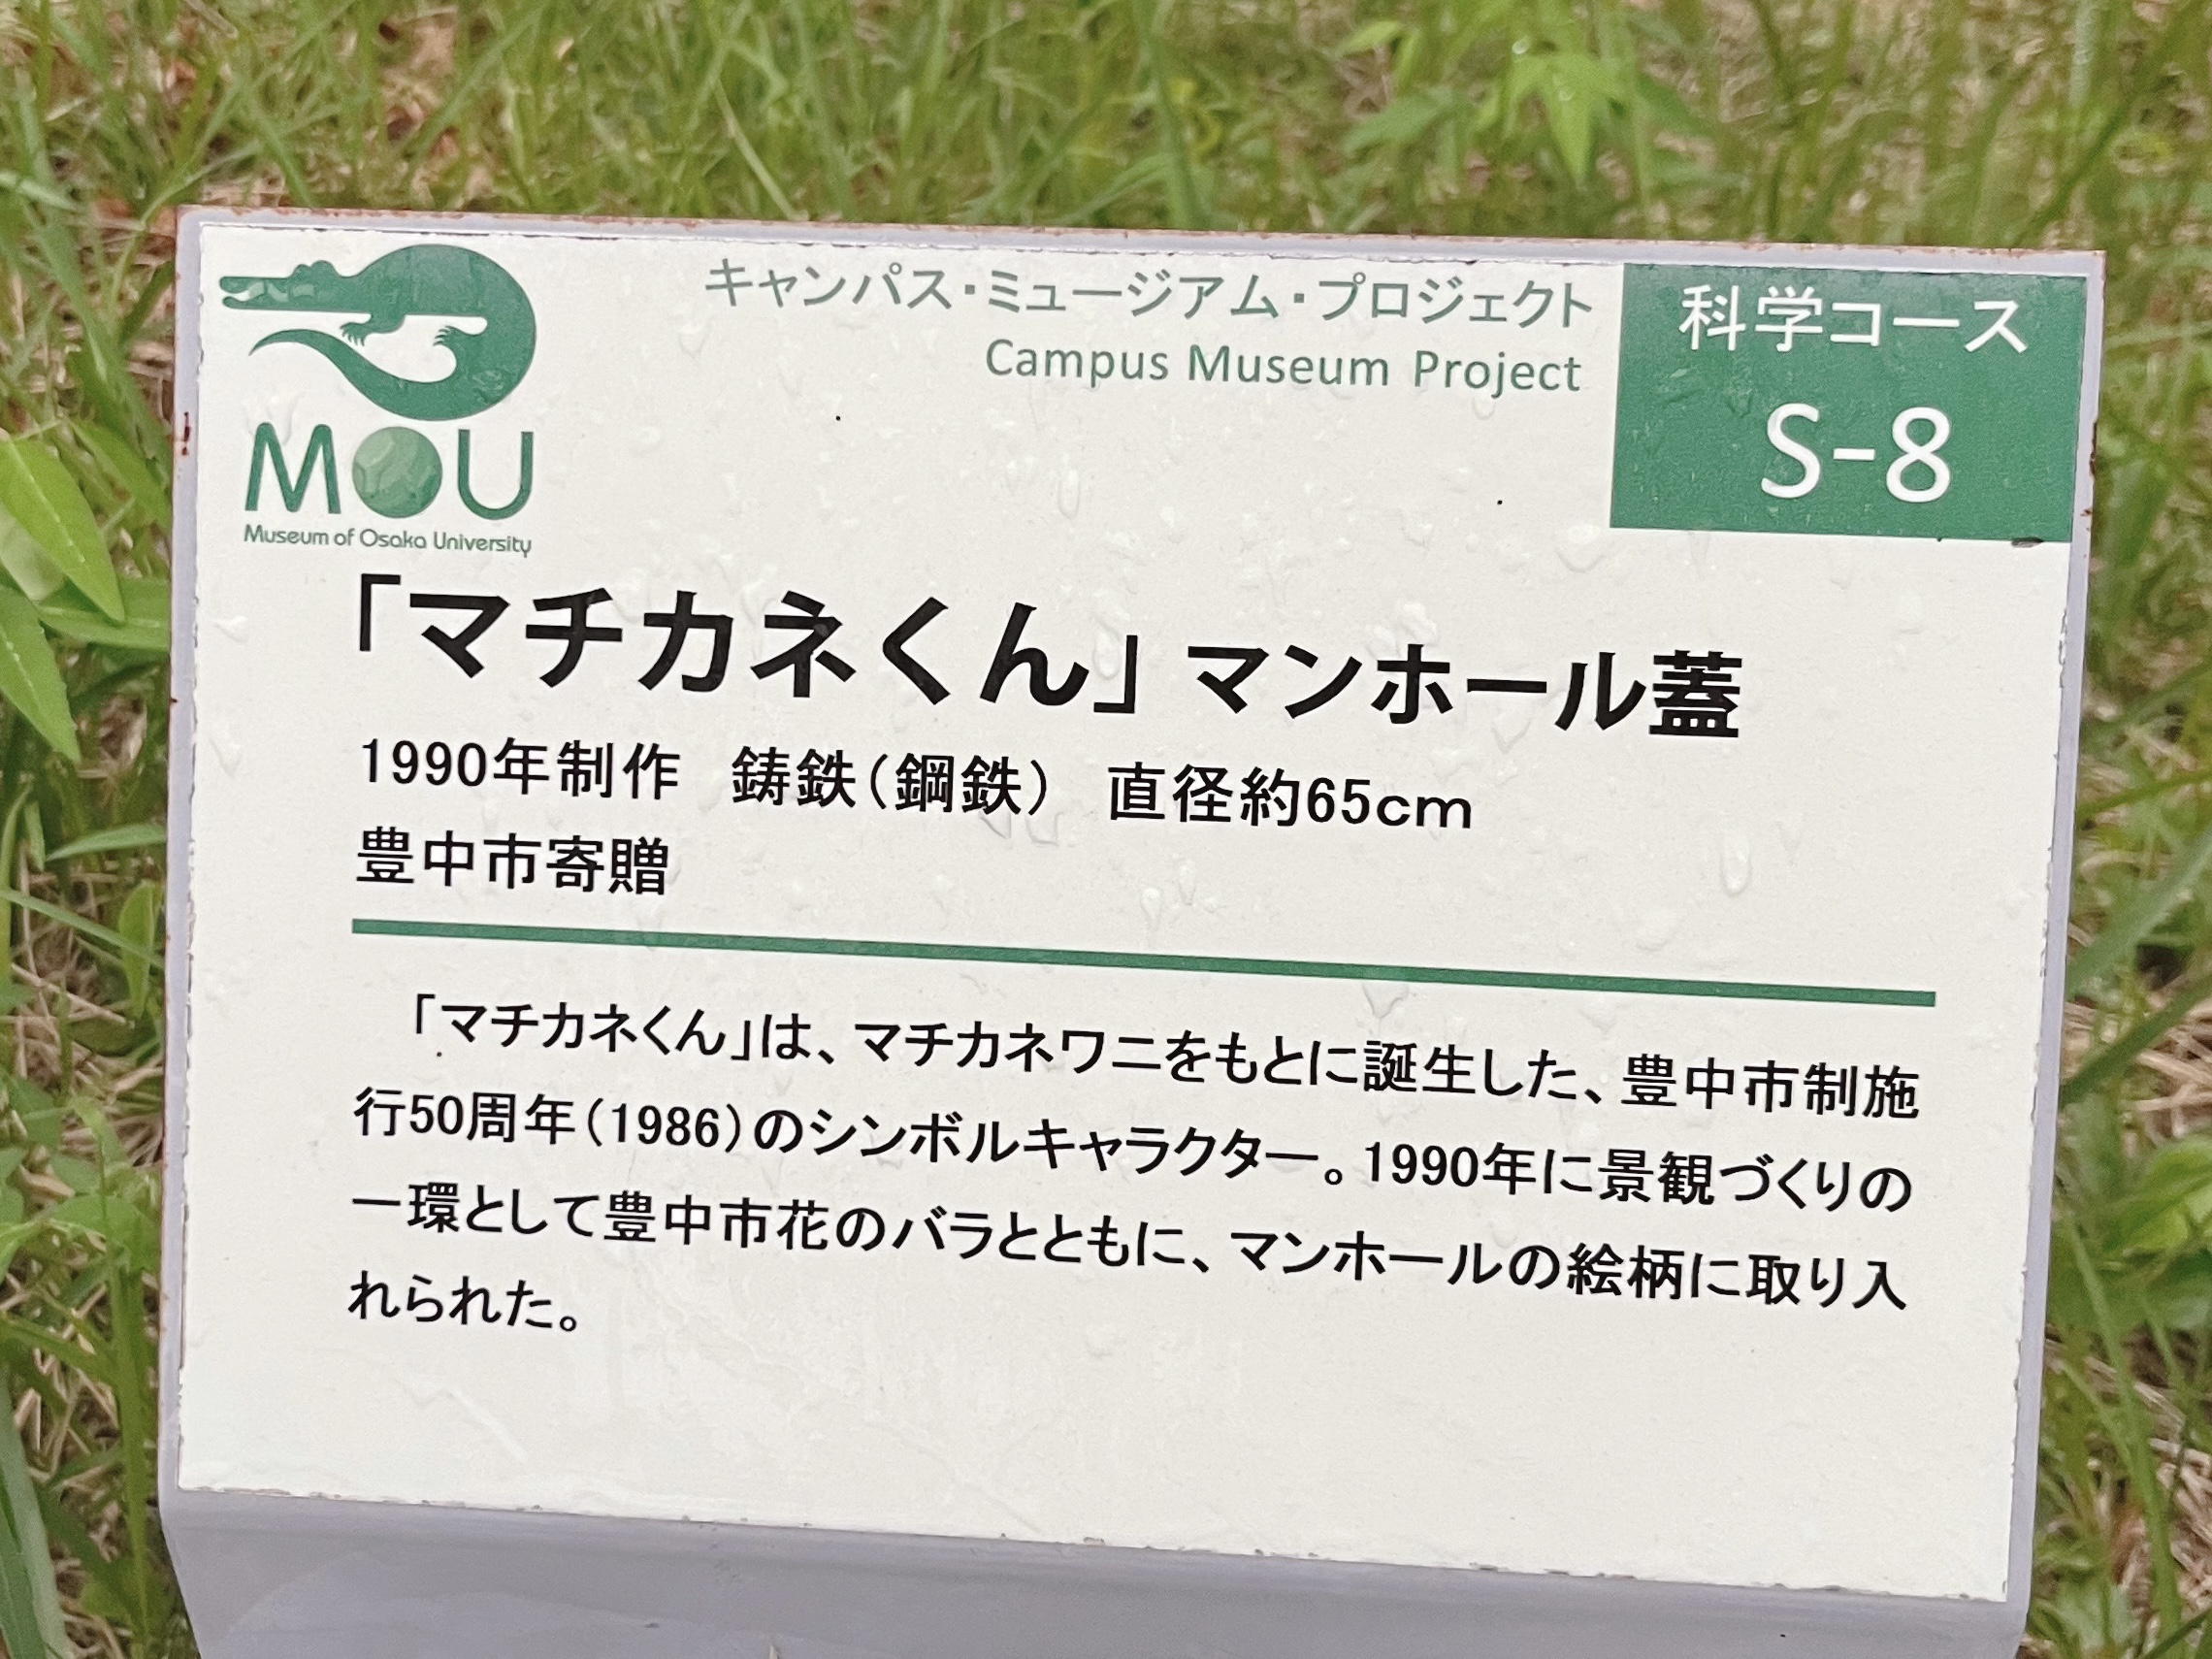 キャンパス・ミュージアム・プロジェクト
Campus Museum Project
科学コース
S-8
MOU
Museum of Osaka University
「マチカネくん」マンホール蓋
1990年制作　鋳鉄（鋼鉄）　直径約65cm
豊中市寄贈
「マチカネくん」は、マチカネワニをもとに誕生した、豊中市制施
行50周年（1986）のシンボルキャラクター。1990年に景観づくりの
一環として豊中市花のバラとともに、マンホールの絵柄に取り入
れられた。